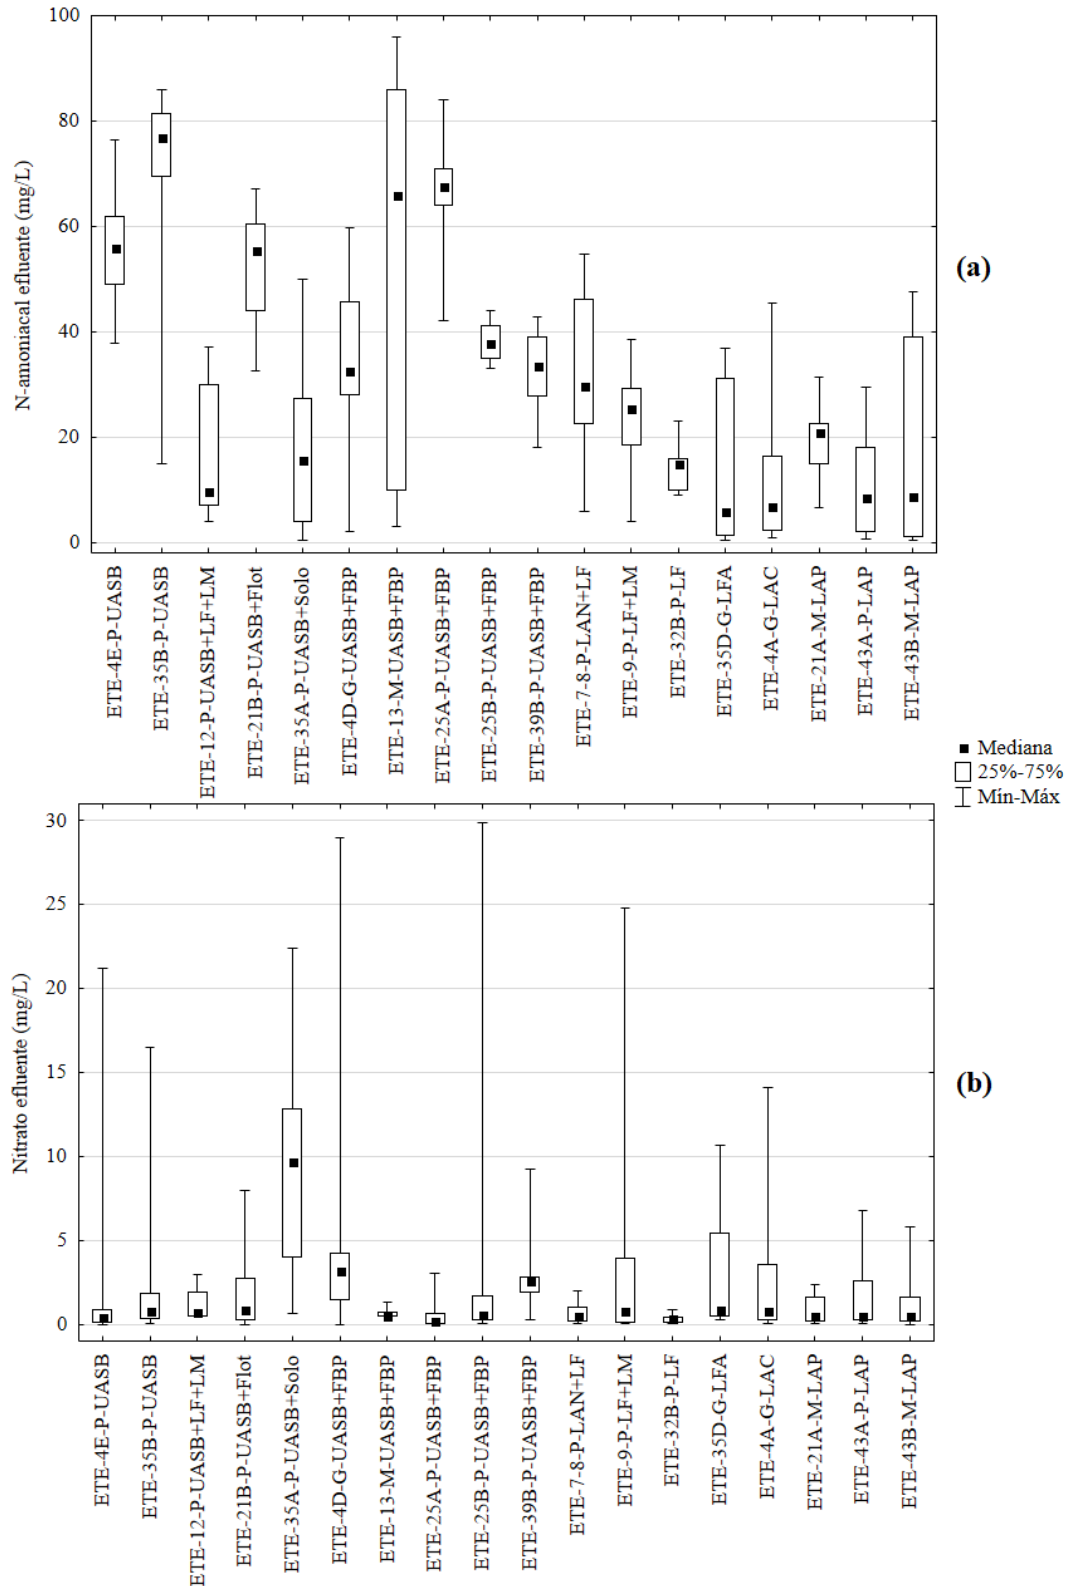 100
80
60
40
20
0
N-amoniacal efluente (mg/L)
(a)
ETE-4E-P-UASB
ETE-35B-P-UASB
ETE-12-P-UASB+LF+LM
ETE-21B-P-UASB+Flot
ETE-35A-P-UASB+Solo
ETE-4D-G-UASB+FBP
ETE-13-M-UASB+FBP
ETE-25A-P-UASB+FBP
ETE-25B-P-UASB+FBP
ETE-39B-P-UASB+FBP
ETE-7-8-P-LAN+LF
ETE-9-P-LF+LM
ETE-32B-P-LF
ETE-35D-G-LFA
ETE-4A-G-LAC
ETE-21A-M-LAP
ETE-43A-P-LAP
ETE-43B-M-LAP
Mediana
25%-75%
Mín-Máx
30
25
20
15
10
5
0
Nitrato efluente (mg/L)
(b)
ETE-4E-P-UASB
ETE-35B-P-UASB
ETE-12-P-UASB+LF+LM
ETE-21B-P-UASB+Flot
ETE-35A-P-UASB+Solo
ETE-4D-G-UASB+FBP
ETE-13-M-UASB+FBP
ETE-25A-P-UASB+FBP
ETE-25B-P-UASB+FBP
ETE-39B-P-UASB+FBP
ETE-7-8-P-LAN+LF
ETE-9-P-LF+LM
ETE-32B-P-LF
ETE-35D-G-LFA
ETE-4A-G-LAC
ETE-21A-M-LAP
ETE-43A-P-LAP
ETE-43B-M-LAP